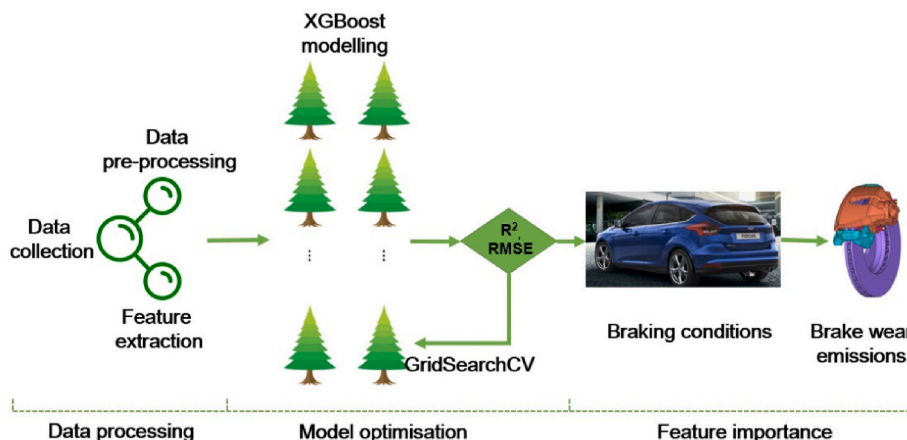 XGBoost
modelling
Data
pre-processing
Data
collection
Feature
extraction
⋮ ⋮
R²,
RMSE
GridSearchCV
FOCUS
Braking conditions
Brake wear
emissions
Data processing
Model optimisation
Feature importance